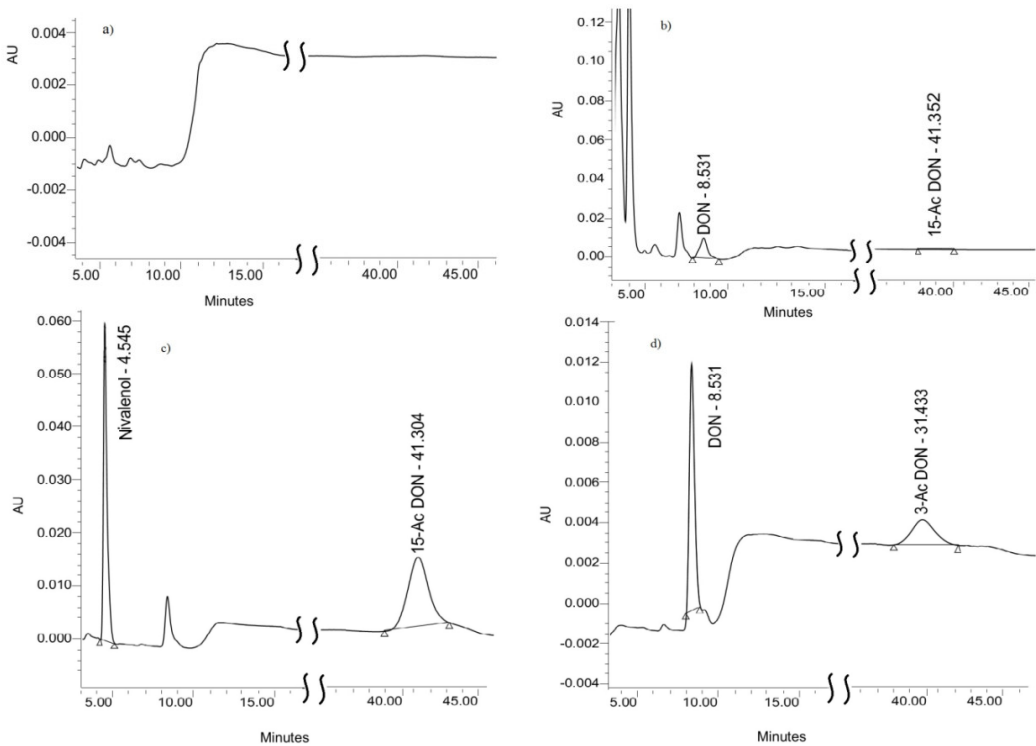 a)
AU
0.004
0.002
0.000
-0.002
-0.004
5.00 10.00 15.00 40.00 45.00
Minutes
b)
AU
0.12
0.10
0.08
0.06
0.04
0.02
0.00
DON - 8.531
15-Ac DON - 41.352
5.00 10.00 15.00 40.00 45.00
Minutes
c)
AU
0.060
0.050
0.040
0.030
0.020
0.010
0.000
Nivalenol - 4.545
15-Ac DON - 41.304
5.00 10.00 15.00 40.00 45.00
Minutes
d)
AU
0.014
0.012
0.010
0.008
0.006
0.004
0.002
0.000
-0.002
-0.004
DON - 8.531
3-Ac DON - 31.433
5.00 10.00 15.00 40.00 45.00
Minutes